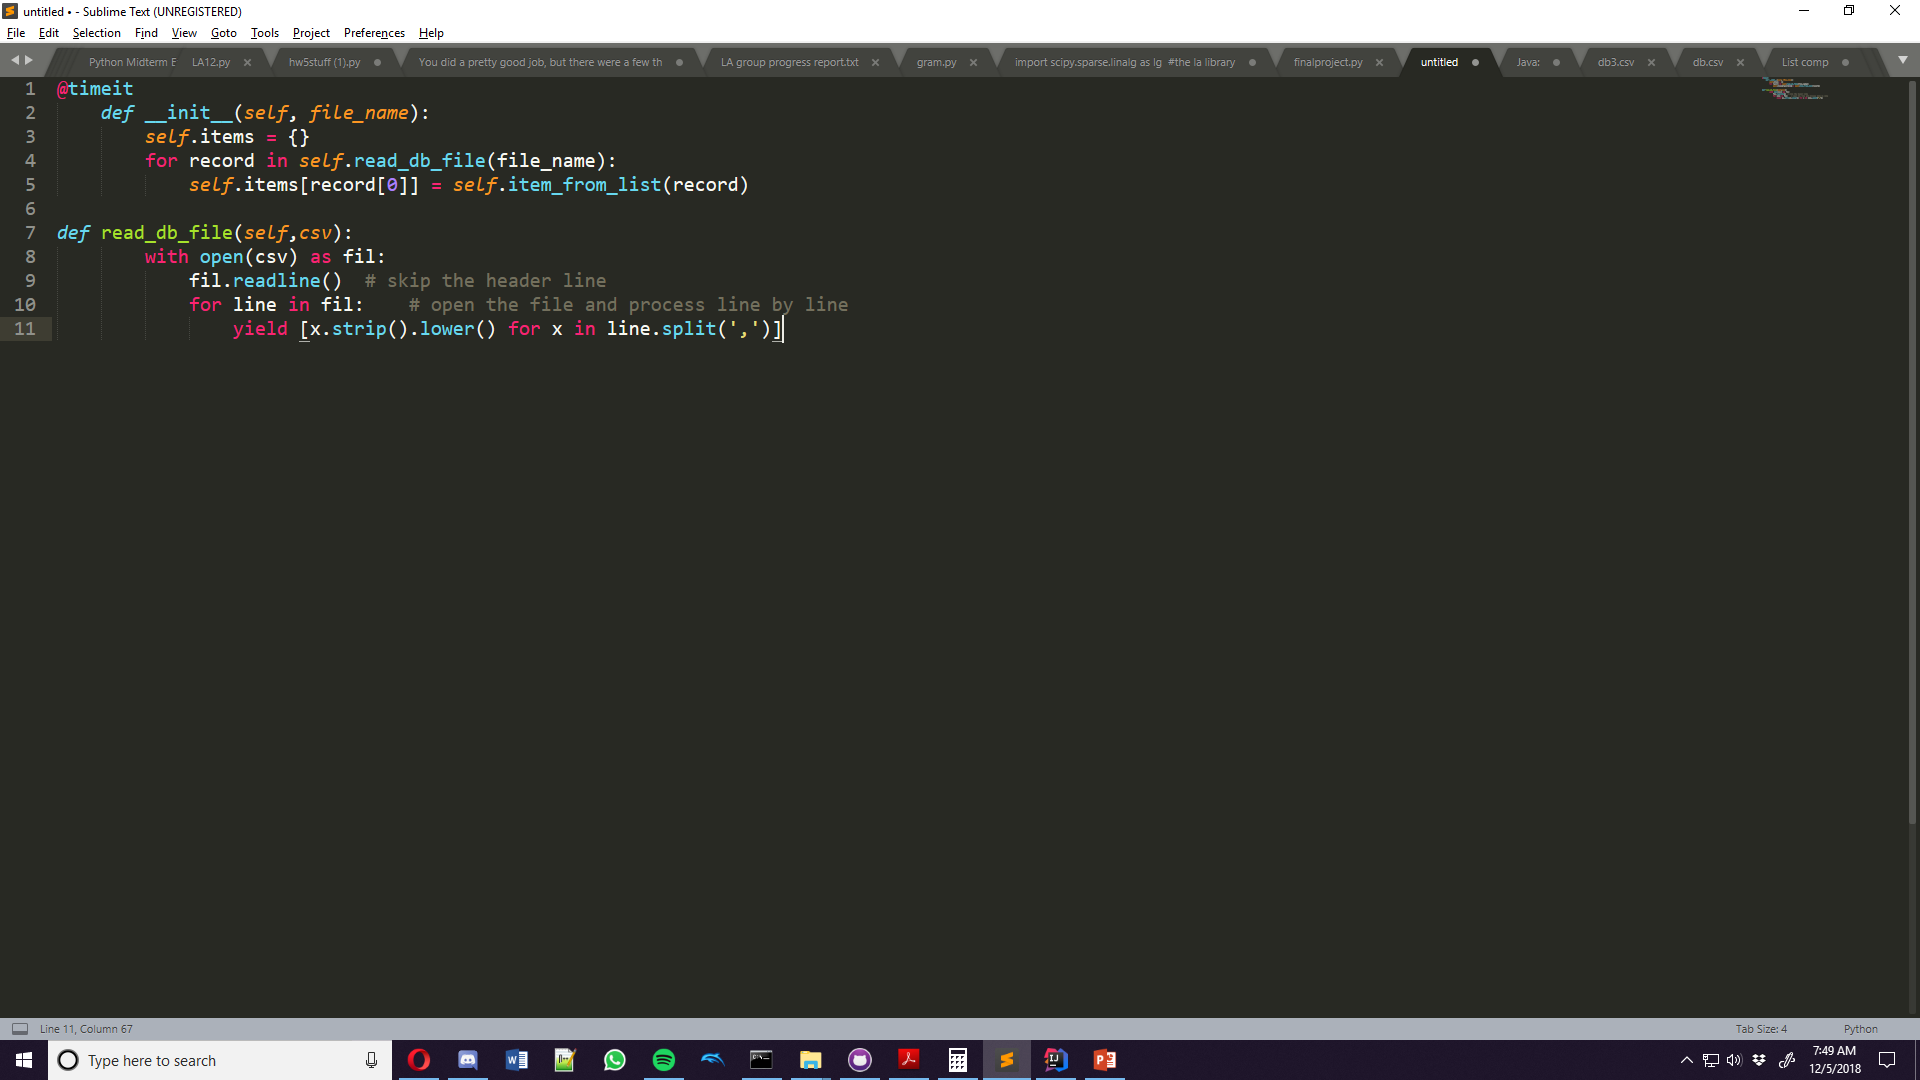 untitled • - Sublime Text (UNREGISTERED)
File Edit Selection Find View Goto Tools Project Preferences Help
Python Midterm E LA12.py hw5stuff (1).py You did a pretty good job, but there were a few th LA group progress report.txt gram.py import scipy.sparse.linalg as lg #the la library finalproject.py untitled Java: db3.csv db.csv List comp
1 @timeit
2     def __init__(self, file_name):
3         self.items = {}
4         for record in self.read_db_file(file_name):
5             self.items[record[0]] = self.item_from_list(record)
6
7 def read_db_file(self,csv):
8         with open(csv) as fil:
9             fil.readline()  # skip the header line
10             for line in fil:    # open the file and process line by line
11                 yield [x.strip().lower() for x in line.split(',')]
Line 11, Column 67 Tab Size: 4 Python
Type here to search
7:49 AM
12/5/2018